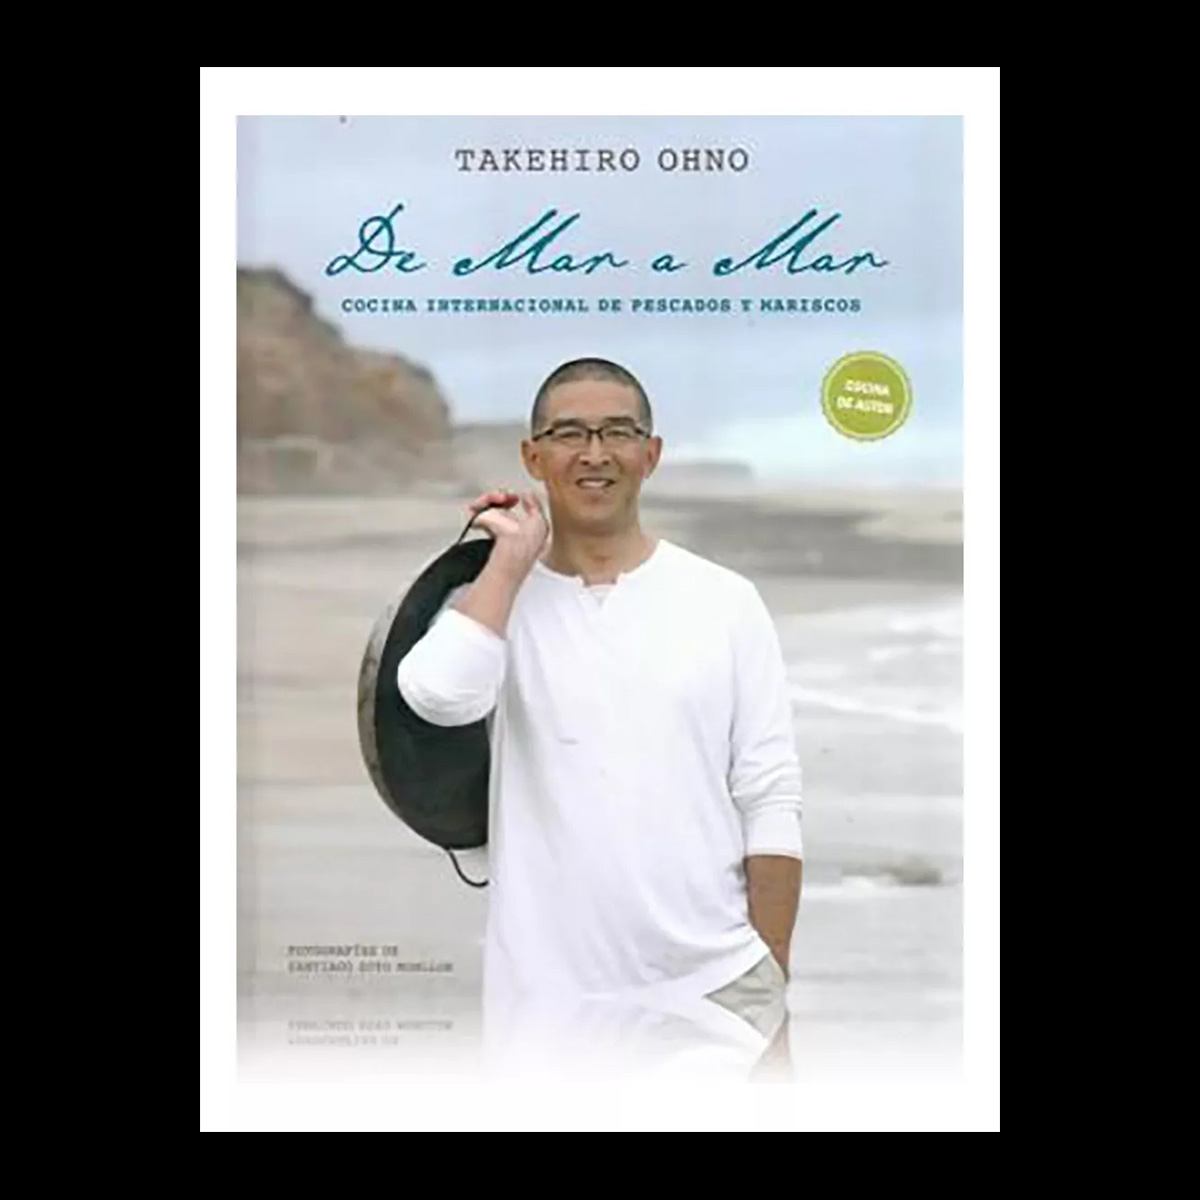 TAKEHIRO OHNO
De Mar a Mar
COCINA INTERNACIONAL DE PESCADOS Y MARISCOS
COCINA
DE AUTOR
FOTOGRAFÍAS DE
SANTIAGO SOTO MONLLOR